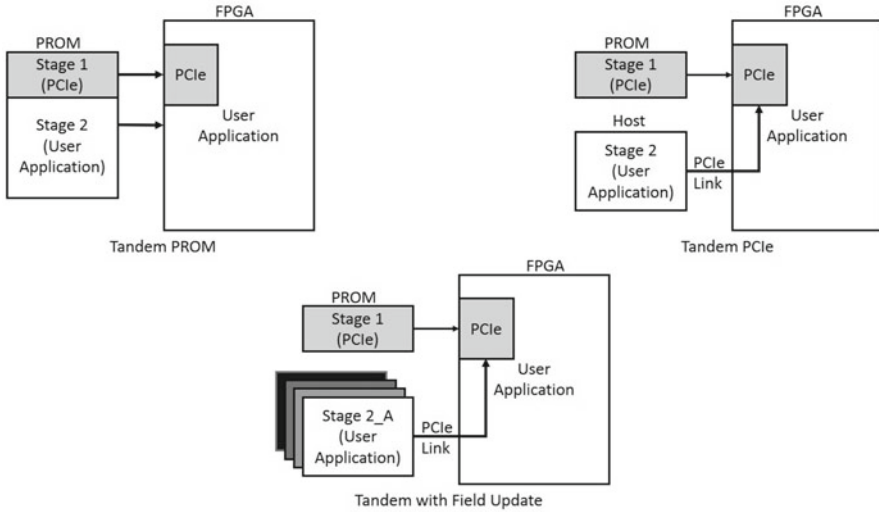 FPGA
PROM
Stage 1
(PCIe)
Stage 2
(User
Application)
PCIe
User
Application
Tandem PROM
FPGA
PROM
Stage 1
(PCIe)
PCIe
User
Application
Host
Stage 2
(User
Application)
PCIe
Link
Tandem PCIe
FPGA
PROM
Stage 1
(PCIe)
PCIe
User
Application
Stage 2_A
(User
Application)
PCIe
Link
Tandem with Field Update